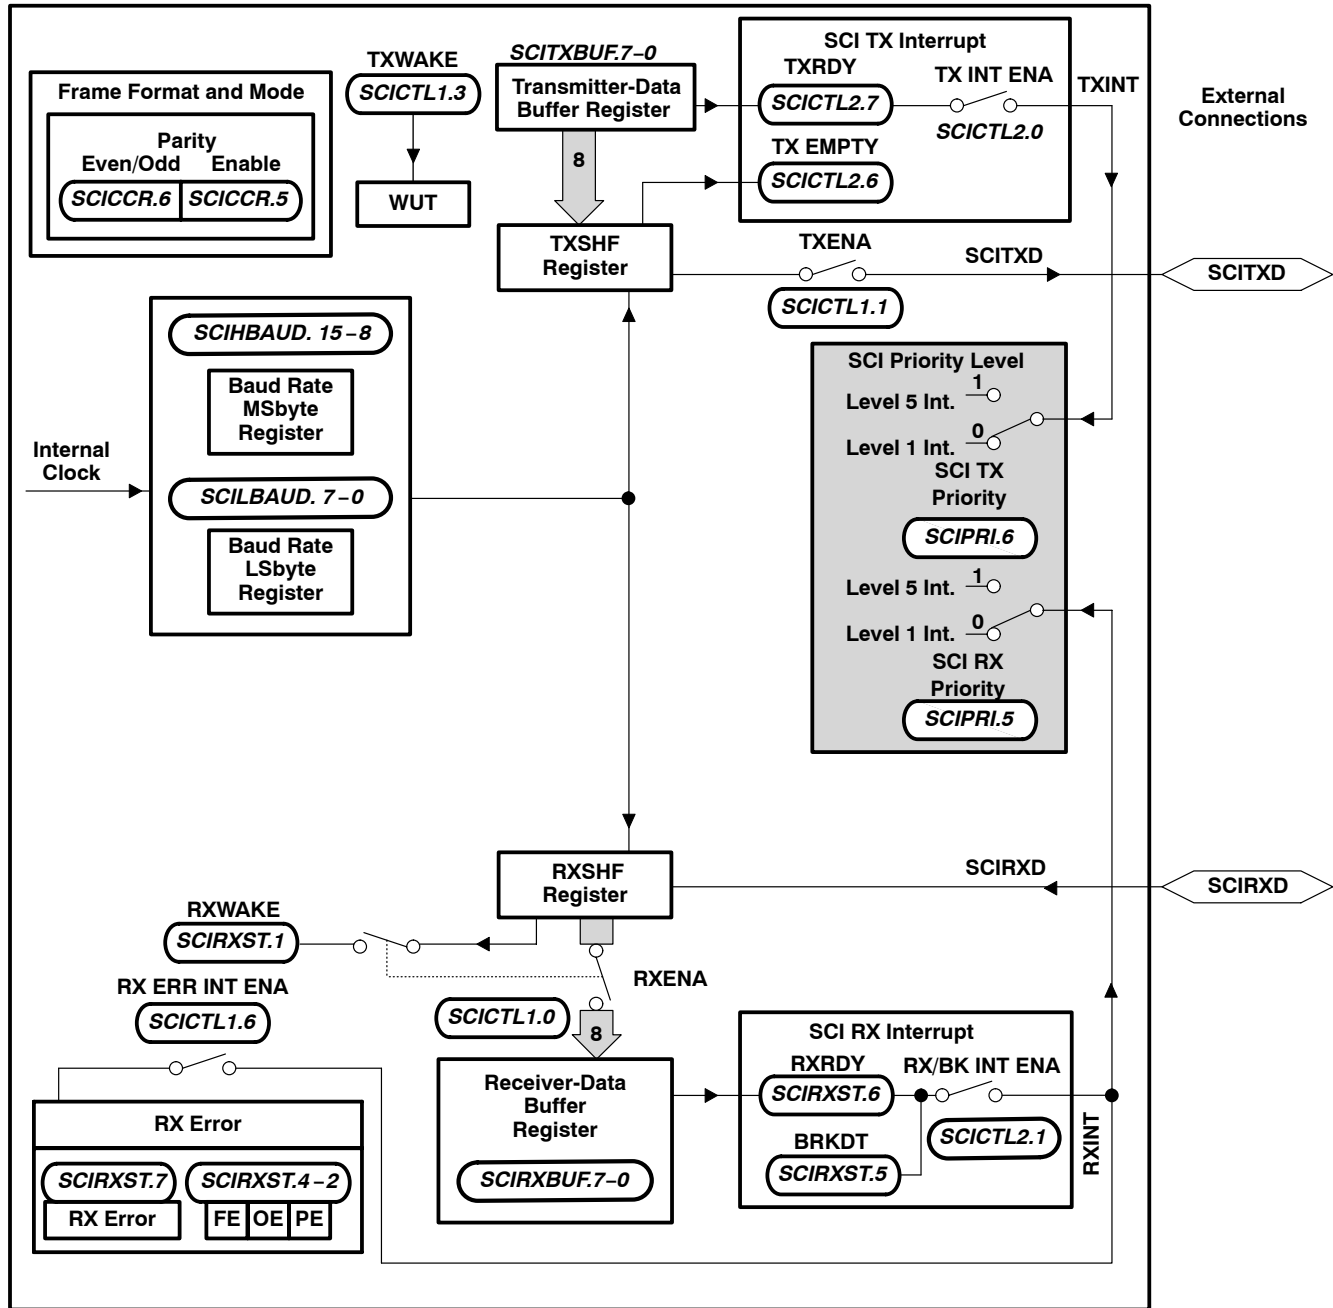 SCITXBUF.7–0
Transmitter-Data
Buffer Register
8
TXWAKE
SCICTL1.3
WUT
Frame Format and Mode
Parity
Even/Odd Enable
SCICCR.6 SCICCR.5
SCI TX Interrupt
TXRDY
SCICTL2.7
TX INT ENA
SCICTL2.0
TX EMPTY
SCICTL2.6
TXINT
External
Connections
TXSHF
Register
TXENA
SCICTL1.1
SCITXD
SCITXD
SCIHBAUD. 15–8
Baud Rate
MSbyte
Register
Internal
Clock
SCILBAUD. 7–0
Baud Rate
LSbyte
Register
SCI Priority Level
1
Level 5 Int.
0
Level 1 Int.
SCI TX
Priority
SCIPRI.6
1
Level 5 Int.
0
Level 1 Int.
SCI RX
Priority
SCIPRI.5
RXSHF
Register
SCIRXD
SCIRXD
RXWAKE
SCIRXST.1
RXENA
SCICTL1.0
8
RX ERR INT ENA
SCICTL1.6
RX Error
SCIRXST.7 SCIRXST.4–2
RX Error FE OE PE
Receiver-Data
Buffer
Register
SCIRXBUF.7–0
SCI RX Interrupt
RXRDY
SCIRXST.6
RX/BK INT ENA
SCICTL2.1
BRKDT
SCIRXST.5
RXINT